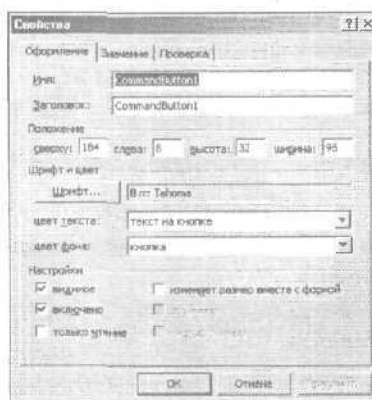 Свойства
Оформление Значение Проверка
Имя: CommandButton1
Заголовок: CommandButton1
Положение
сверху: 184 слева: 8 высота: 32 ширина: 96
Шрифт и цвет
Шрифт... 8 пт Tahoma
цвет текста: текст на кнопке
цвет фона: кнопка
Настройки
видимое изменяет размер вместе с формой
включено
только чтение
OK Отмена